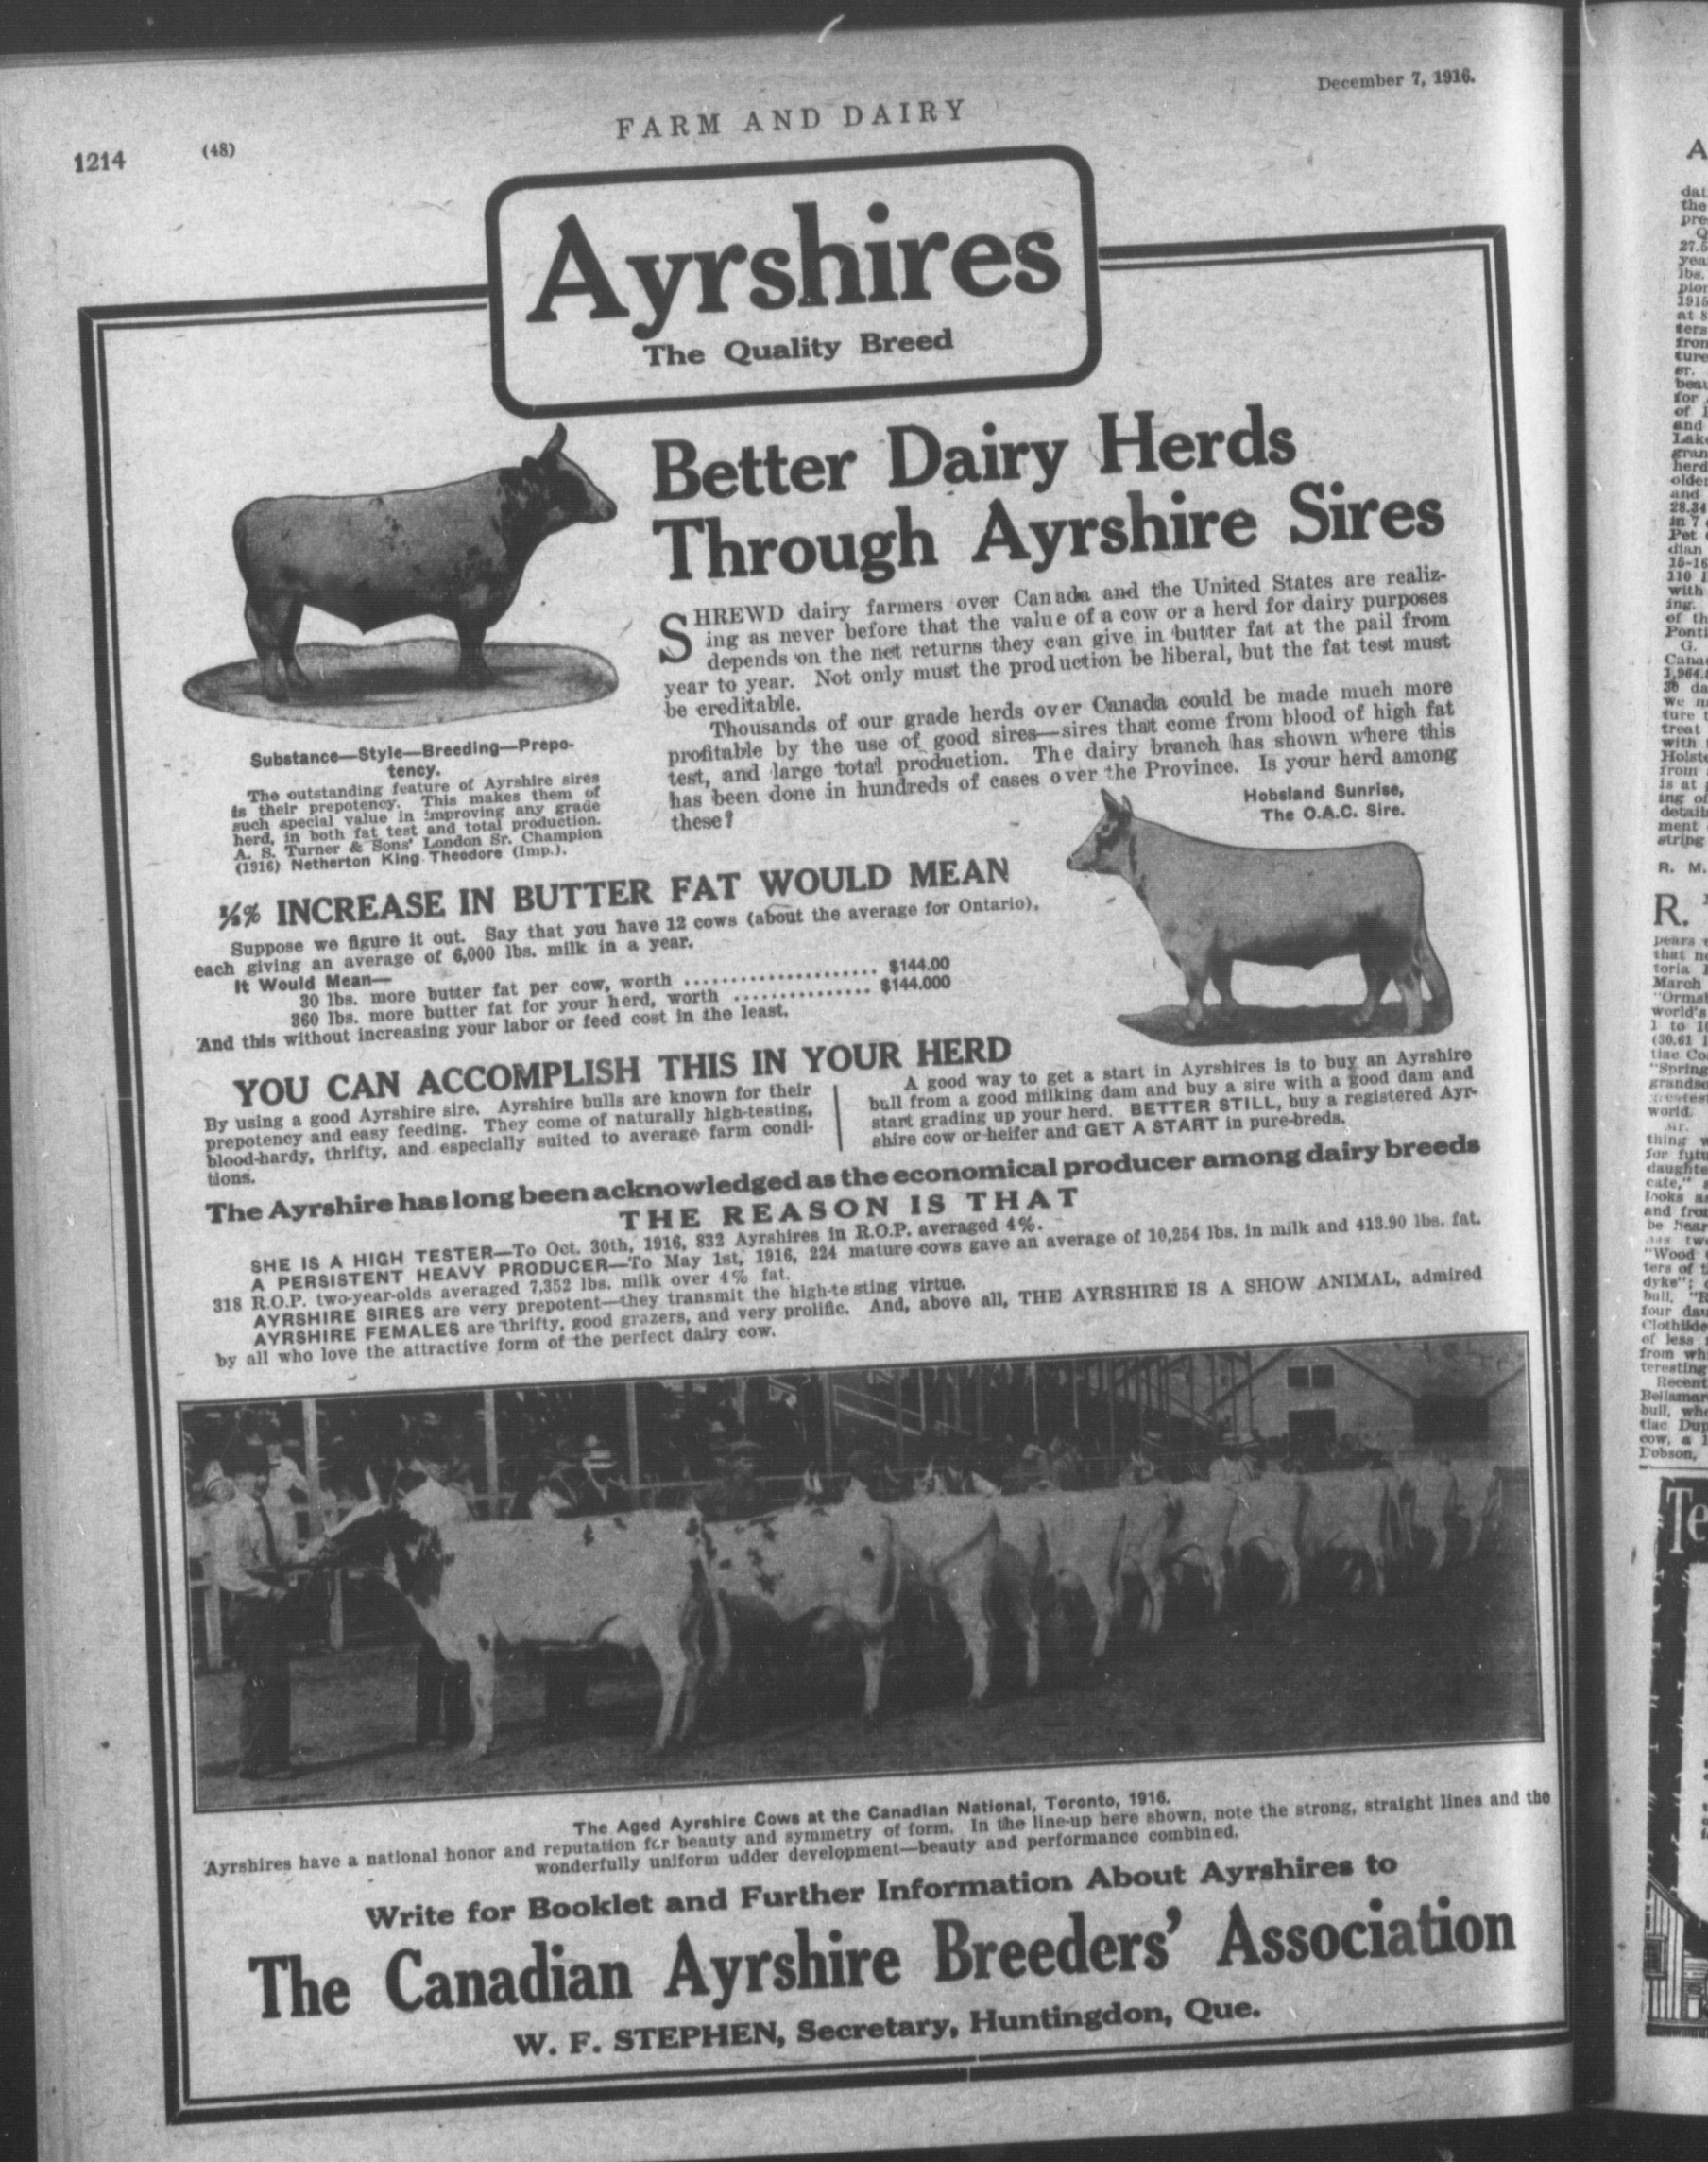 December 7, 1916.
FARM AND DAIRY
1214 (48)
Ayrshires
The Quality Breed
Better Dairy Herds
Through Ayrshire Sires
SHREWD dairy farmers over Canada and the United States are realiz-
ing as never before that the value of a cow or a herd for dairy purposes
depends on the net returns they can give in butter fat at the pail from
year to year. Not only must the production be liberal, but the fat test must
be creditable.
Thousands of our grade herds over Canada could be made much more
profitable by the use of good sires—sires that come from blood of high fat
test, and large total production. The dairy branch has shown where this
has been done in hundreds of cases over the Province. Is your herd among
these?
Substance—Style—Breeding—Prepo-
tency.
The outstanding feature of Ayrshire sires
is their prepotency. This makes them of
such special value in improving any grade
herd, in both fat test and total production.
A. S. Turner & Sons' London Sr. Champion
(1916) Netherton King Theodore (Imp.).
Hobsland Sunrise,
The O.A.C. Sire.
½% INCREASE IN BUTTER FAT WOULD MEAN
Suppose we figure it out. Say that you have 12 cows (about the average for Ontario),
each giving an average of 6,000 lbs. milk in a year.
It Would Mean—
30 lbs. more butter fat per cow, worth .................... $144.00
360 lbs. more butter fat for your herd, worth ............... $144.000
And this without increasing your labor or feed cost in the least.
YOU CAN ACCOMPLISH THIS IN YOUR HERD
By using a good Ayrshire sire. Ayrshire bulls are known for their
prepotency and easy feeding. They come of naturally high-testing,
blood-hardy, thrifty, and especially suited to average farm condi-
tions.
A good way to get a start in Ayrshires is to buy an Ayrshire
bull from a good milking dam and buy a sire with a good dam and
start grading up your herd. BETTER STILL, buy a registered Ayr-
shire cow or heifer and GET A START in pure-breds.
The Ayrshire has long been acknowledged as the economical producer among dairy breeds
THE REASON IS THAT
SHE IS A HIGH TESTER—To Oct. 30th, 1916, 832 Ayrshires in R.O.P. averaged 4%.
A PERSISTENT HEAVY PRODUCER—To May 1st, 1916, 224 mature cows gave an average of 10,254 lbs. in milk and 413.90 lbs. fat.
318 R.O.P. two-year-olds averaged 7,352 lbs. milk over 4% fat.
AYRSHIRE SIRES are very prepotent—they transmit the high-testing virtue.
AYRSHIRE FEMALES are thrifty, good grazers, and very prolific. And, above all, THE AYRSHIRE IS A SHOW ANIMAL, admired
by all who love the attractive form of the perfect dairy cow.
The Aged Ayrshire Cows at the Canadian National, Toronto, 1916.
Ayrshires have a national honor and reputation for beauty and symmetry of form. In the line-up here shown, note the strong, straight lines and the
wonderfully uniform udder development—beauty and performance combined.
Write for Booklet and Further Information About Ayrshires to
The Canadian Ayrshire Breeders' Association
W. F. STEPHEN, Secretary, Huntingdon, Que.